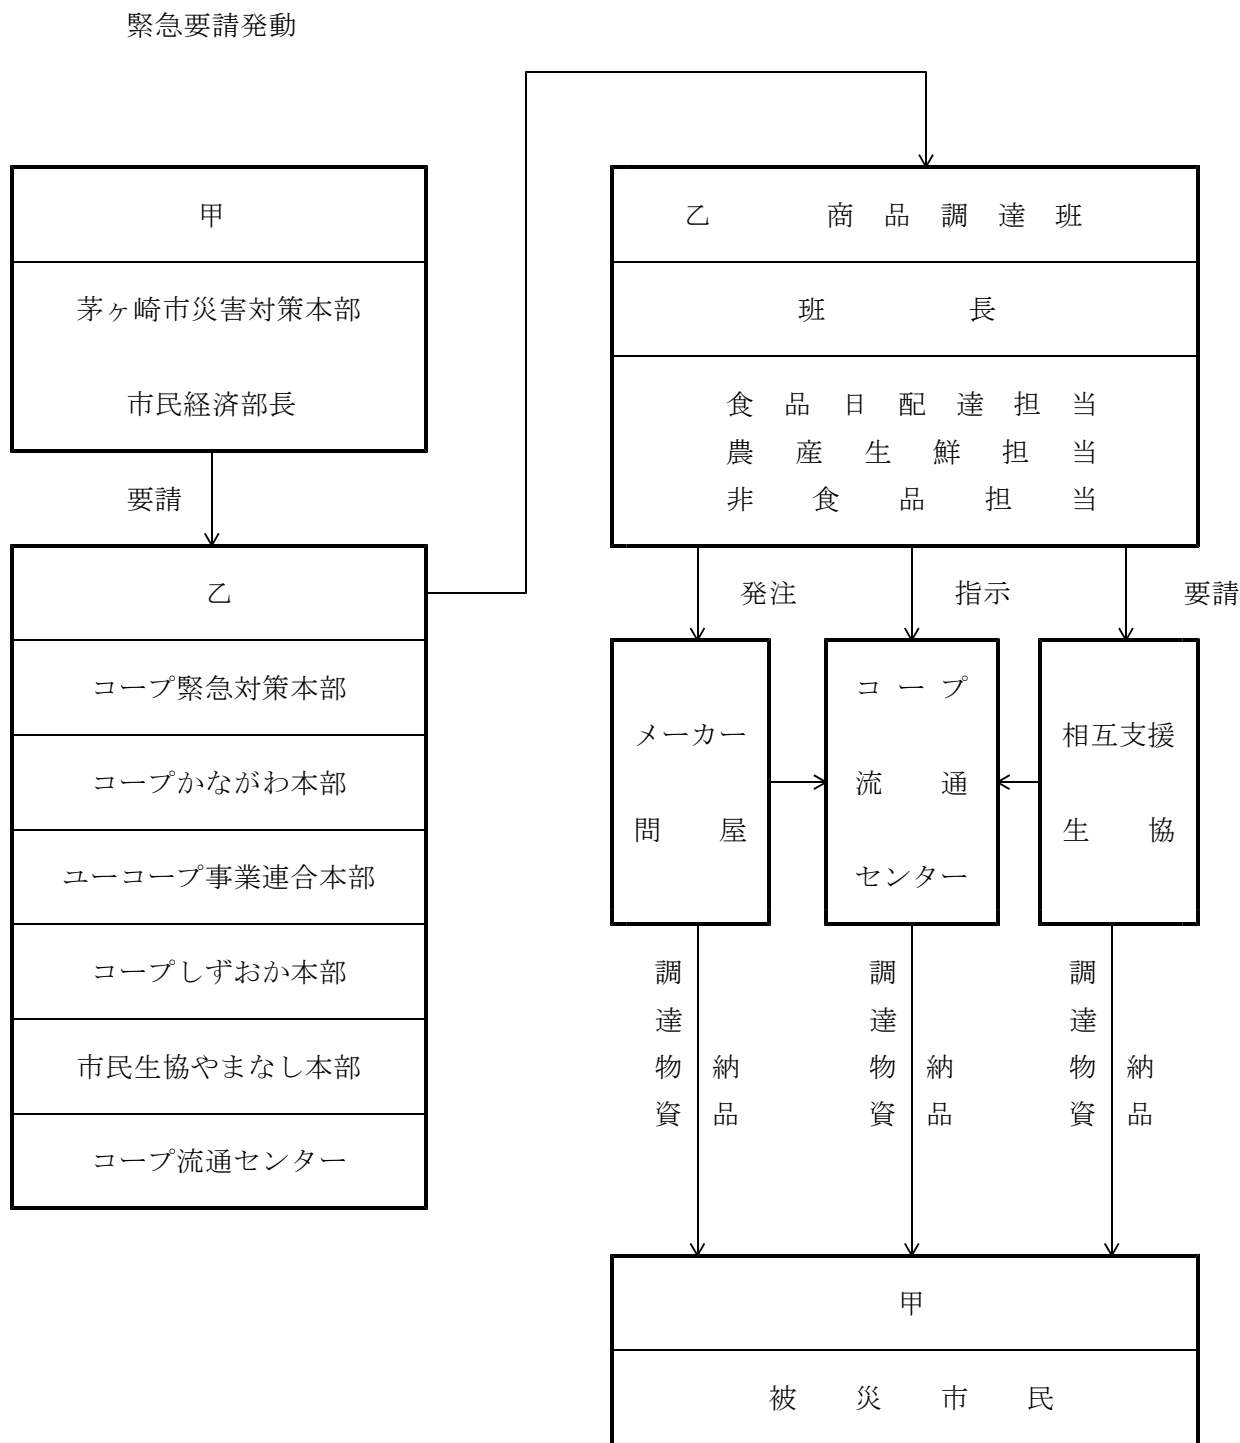 緊急要請発動
甲
茅ヶ崎市災害対策本部
市民経済部長
要請
乙
コープ緊急対策本部
コープかながわ本部
ユーコープ事業連合本部
コープしずおか本部
市民生協やまなし本部
コープ流通センター
乙 商品調達班
班長
食品日配達担当
農産生鮮担当
非食品担当
発注
指示
要請
メーカー
問屋
コープ
流通
センター
相互支援
生協
調達物資
納品
調達物資
納品
調達物資
納品
甲
被災市民